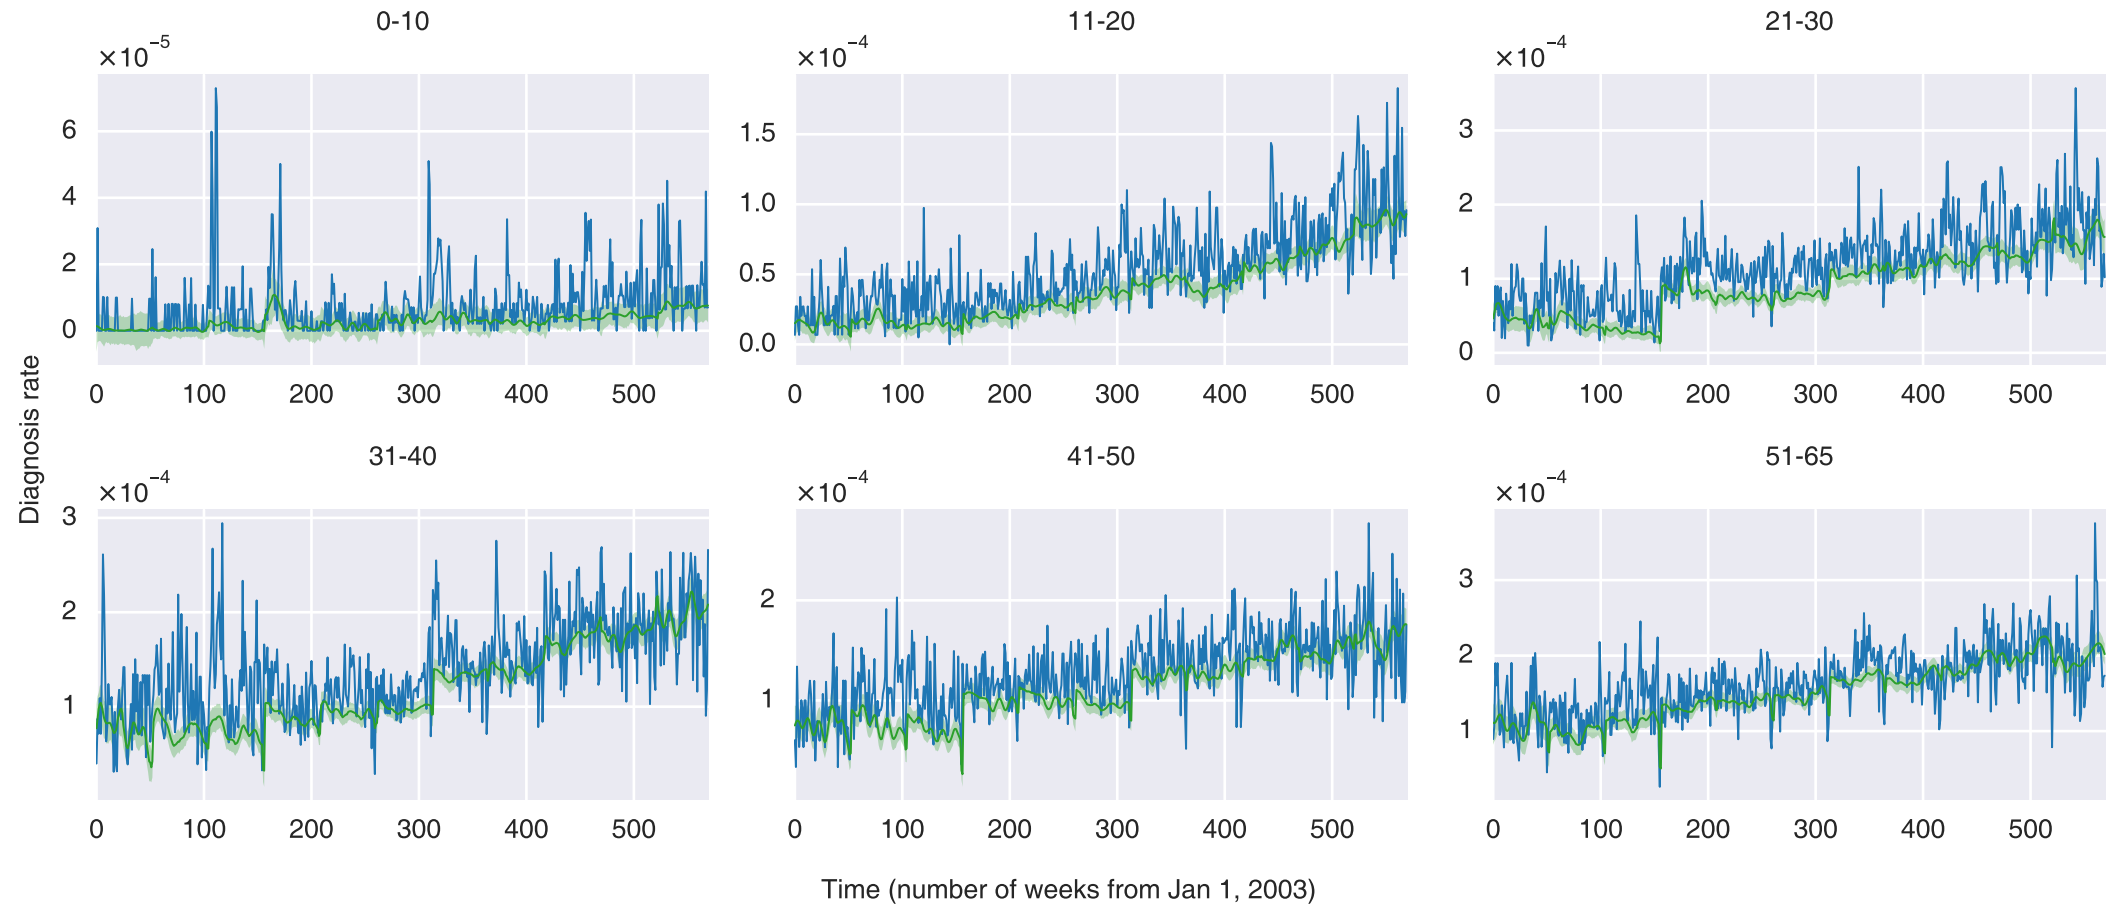 0-10 11-20 21-30
×10⁻⁵ ×10⁻⁴ ×10⁻⁴
6 1.5 3
4 1.0 2
2 0.5 1
0 0.0 0
0 100 200 300 400 500 0 100 200 300 400 500 0 100 200 300 400 500
Diagnosis rate
31-40 41-50 51-65
×10⁻⁴ ×10⁻⁴ ×10⁻⁴
3 2 3
2 1 2
1 1
0 100 200 300 400 500 0 100 200 300 400 500 0 100 200 300 400 500
Time (number of weeks from Jan 1, 2003)